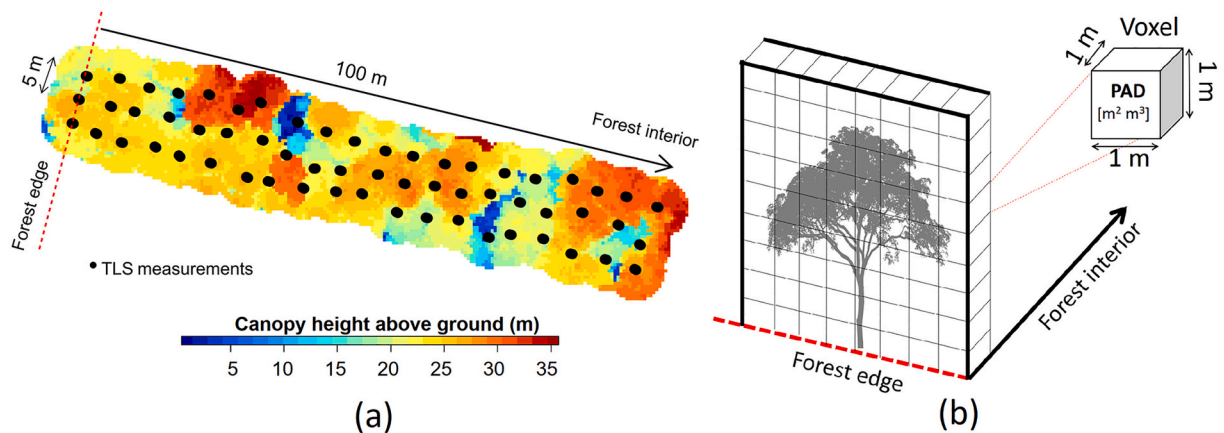 5 m
100 m
Forest interior
Forest edge
TLS measurements
Canopy height above ground (m)
5 10 15 20 25 30 35
(a)
Voxel
1 m
1 m
PAD
[m² m³]
1 m
Forest interior
Forest edge
(b)